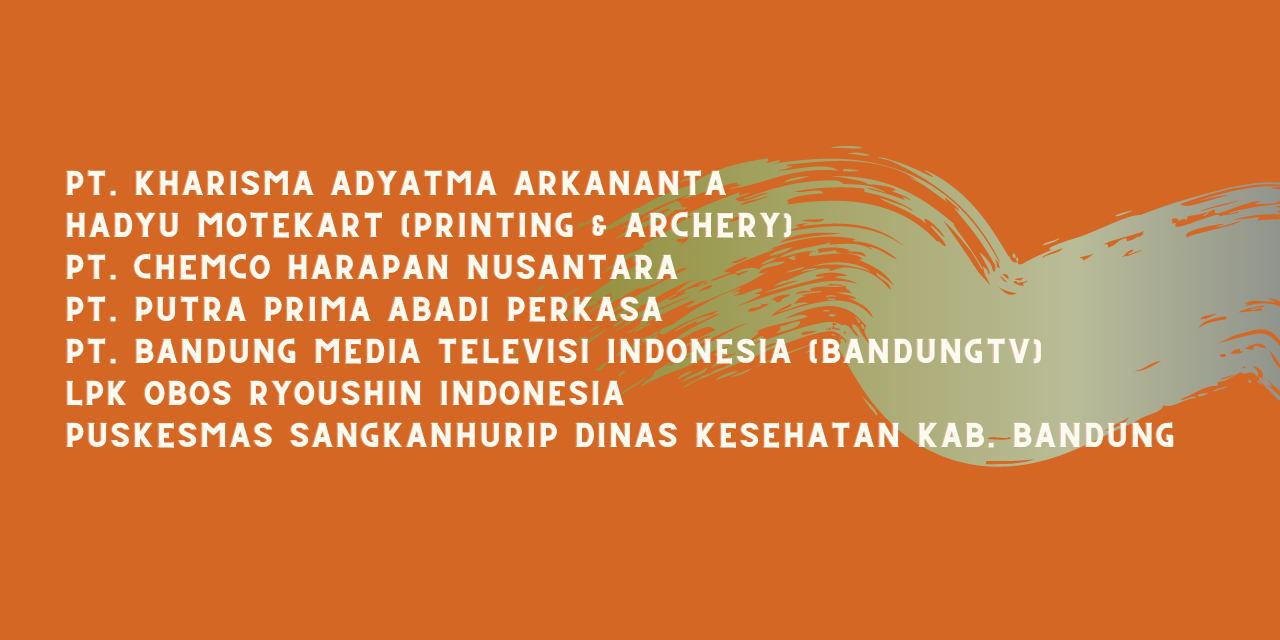 PT. KHARISMA ADYATMA ARKANANTA
HADYU MOTEKART (PRINTING & ARCHERY)
PT. CHEMCO HARAPAN NUSANTARA
PT. PUTRA PRIMA ABADI PERKASA
PT. BANDUNG MEDIA TELEVISI INDONESIA (BANDUNGTV)
LPK OBOS RYOUSHIN INDONESIA
PUSKESMAS SANGKANHURIP DINAS KESEHATAN KAB. BANDUNG